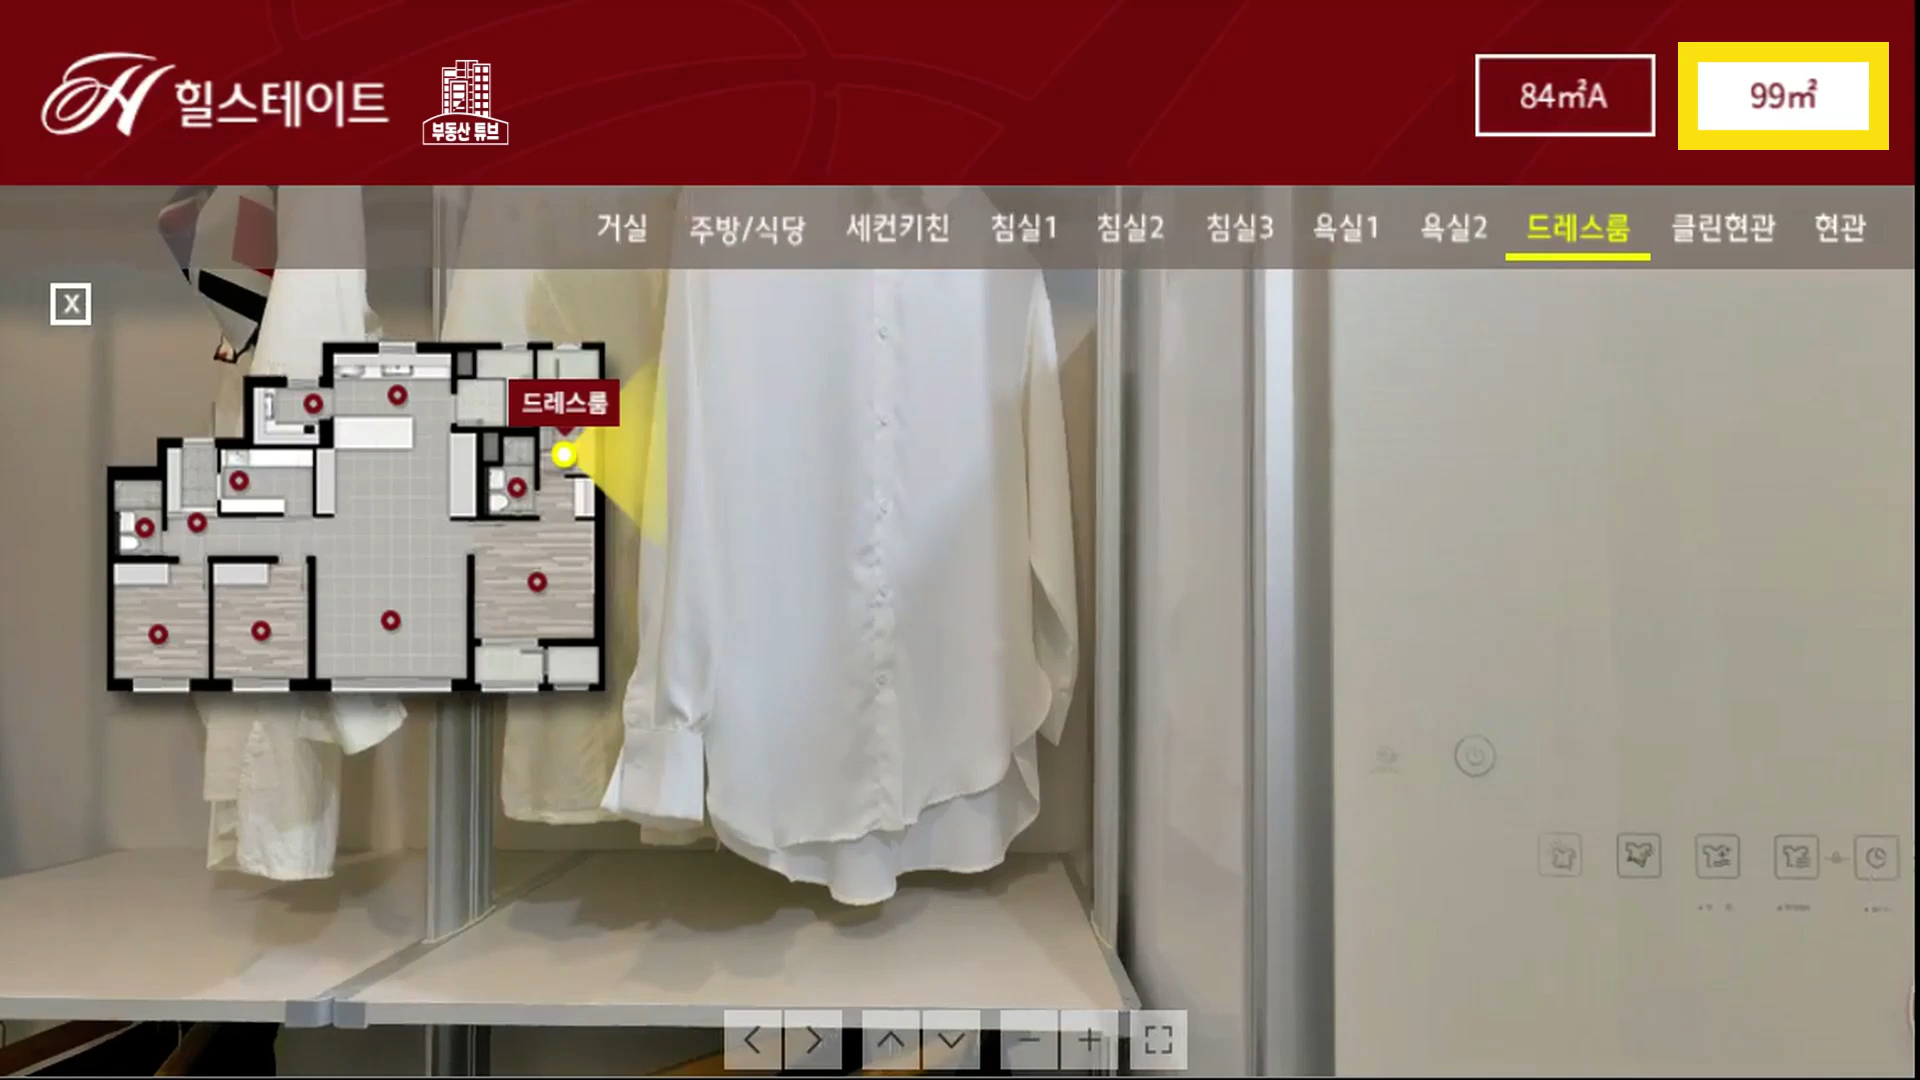 힐스테이트
부동산 튜브
84㎡A
99㎡
거실 주방/식당 세컨키친 침실1 침실2 침실3 욕실1 욕실2 드레스룸 클린현관 현관
X
드레스룸